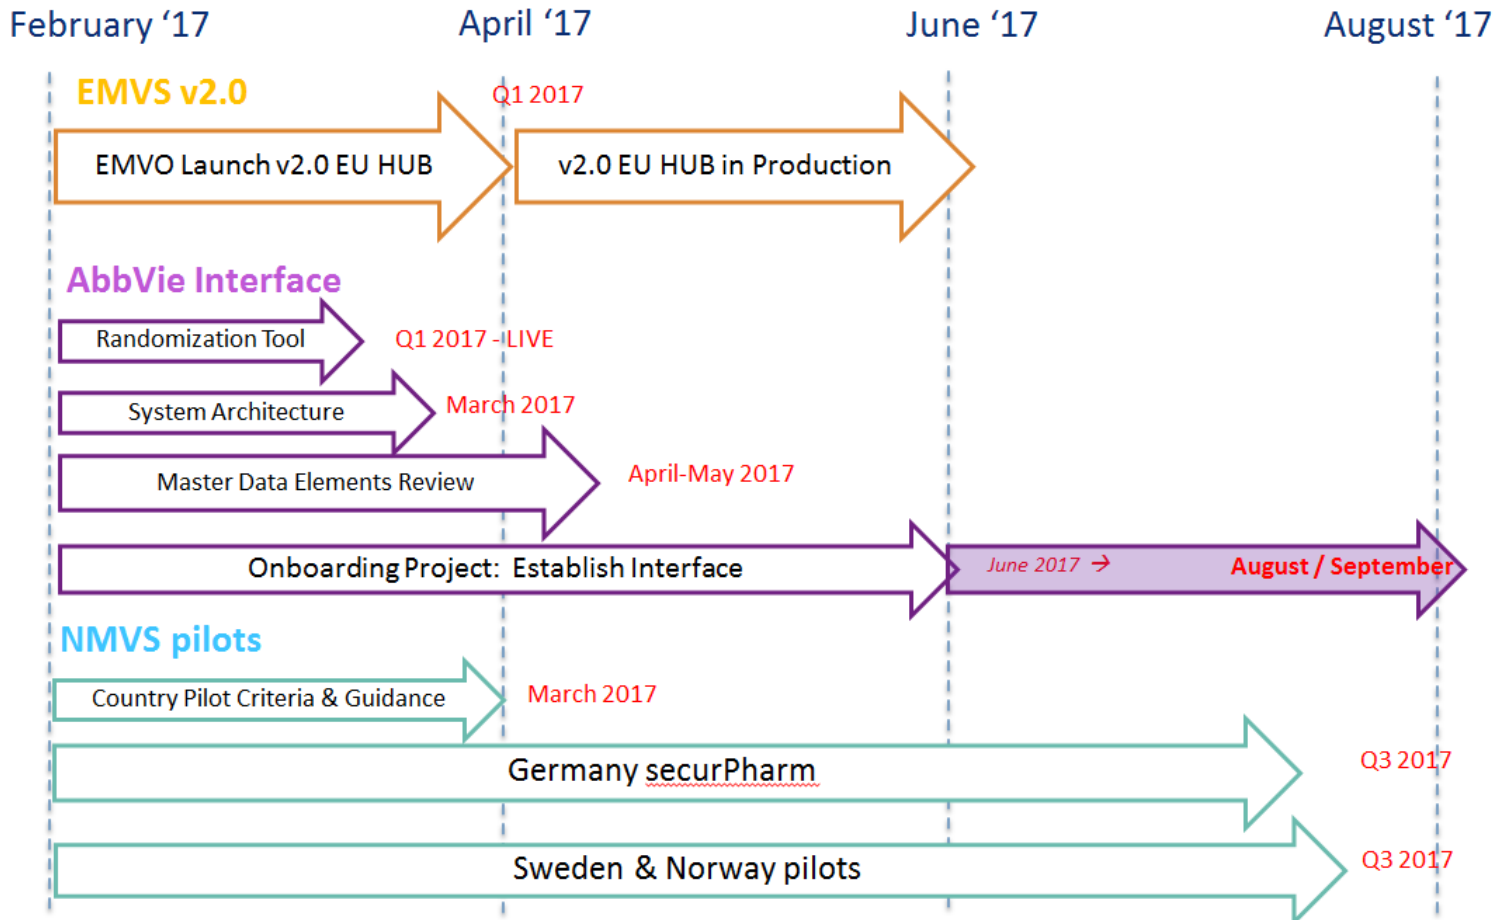 February ‘17
April ‘17
June ‘17
August ‘17
EMVS v2.0
Q1 2017
EMVO Launch v2.0 EU HUB
v2.0 EU HUB in Production
AbbVie Interface
Randomization Tool
Q1 2017 - LIVE
System Architecture
March 2017
Master Data Elements Review
April-May 2017
Onboarding Project: Establish Interface
June 2017 →
August / September
NMVS pilots
Country Pilot Criteria & Guidance
March 2017
Germany securPharm
Q3 2017
Sweden & Norway pilots
Q3 2017